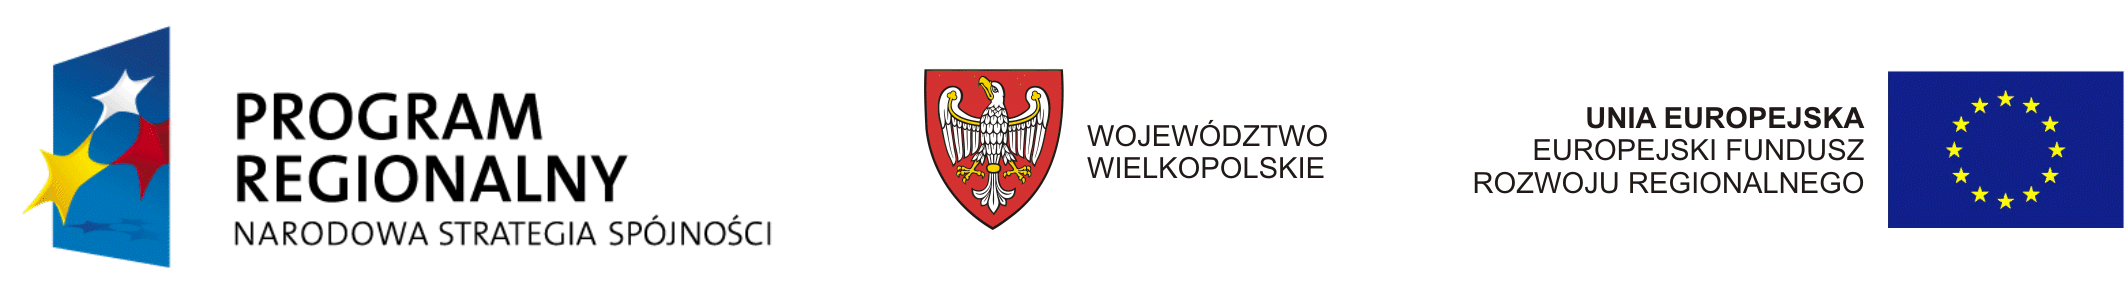 PROGRAM
REGIONALNY
NARODOWA STRATEGIA SPÓJNOŚCI
WOJEWÓDZTWO
WIELKOPOLSKIE
UNIA EUROPEJSKA
EUROPEJSKI FUNDUSZ
ROZWOJU REGIONALNEGO